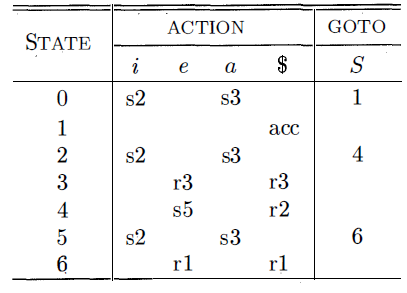 STATE ACTION GOTO
i e a $ S
0 s2 s3 1
1 acc
2 s2 s3 4
3 r3 r3
4 s5 r2
5 s2 s3 6
6 r1 r1